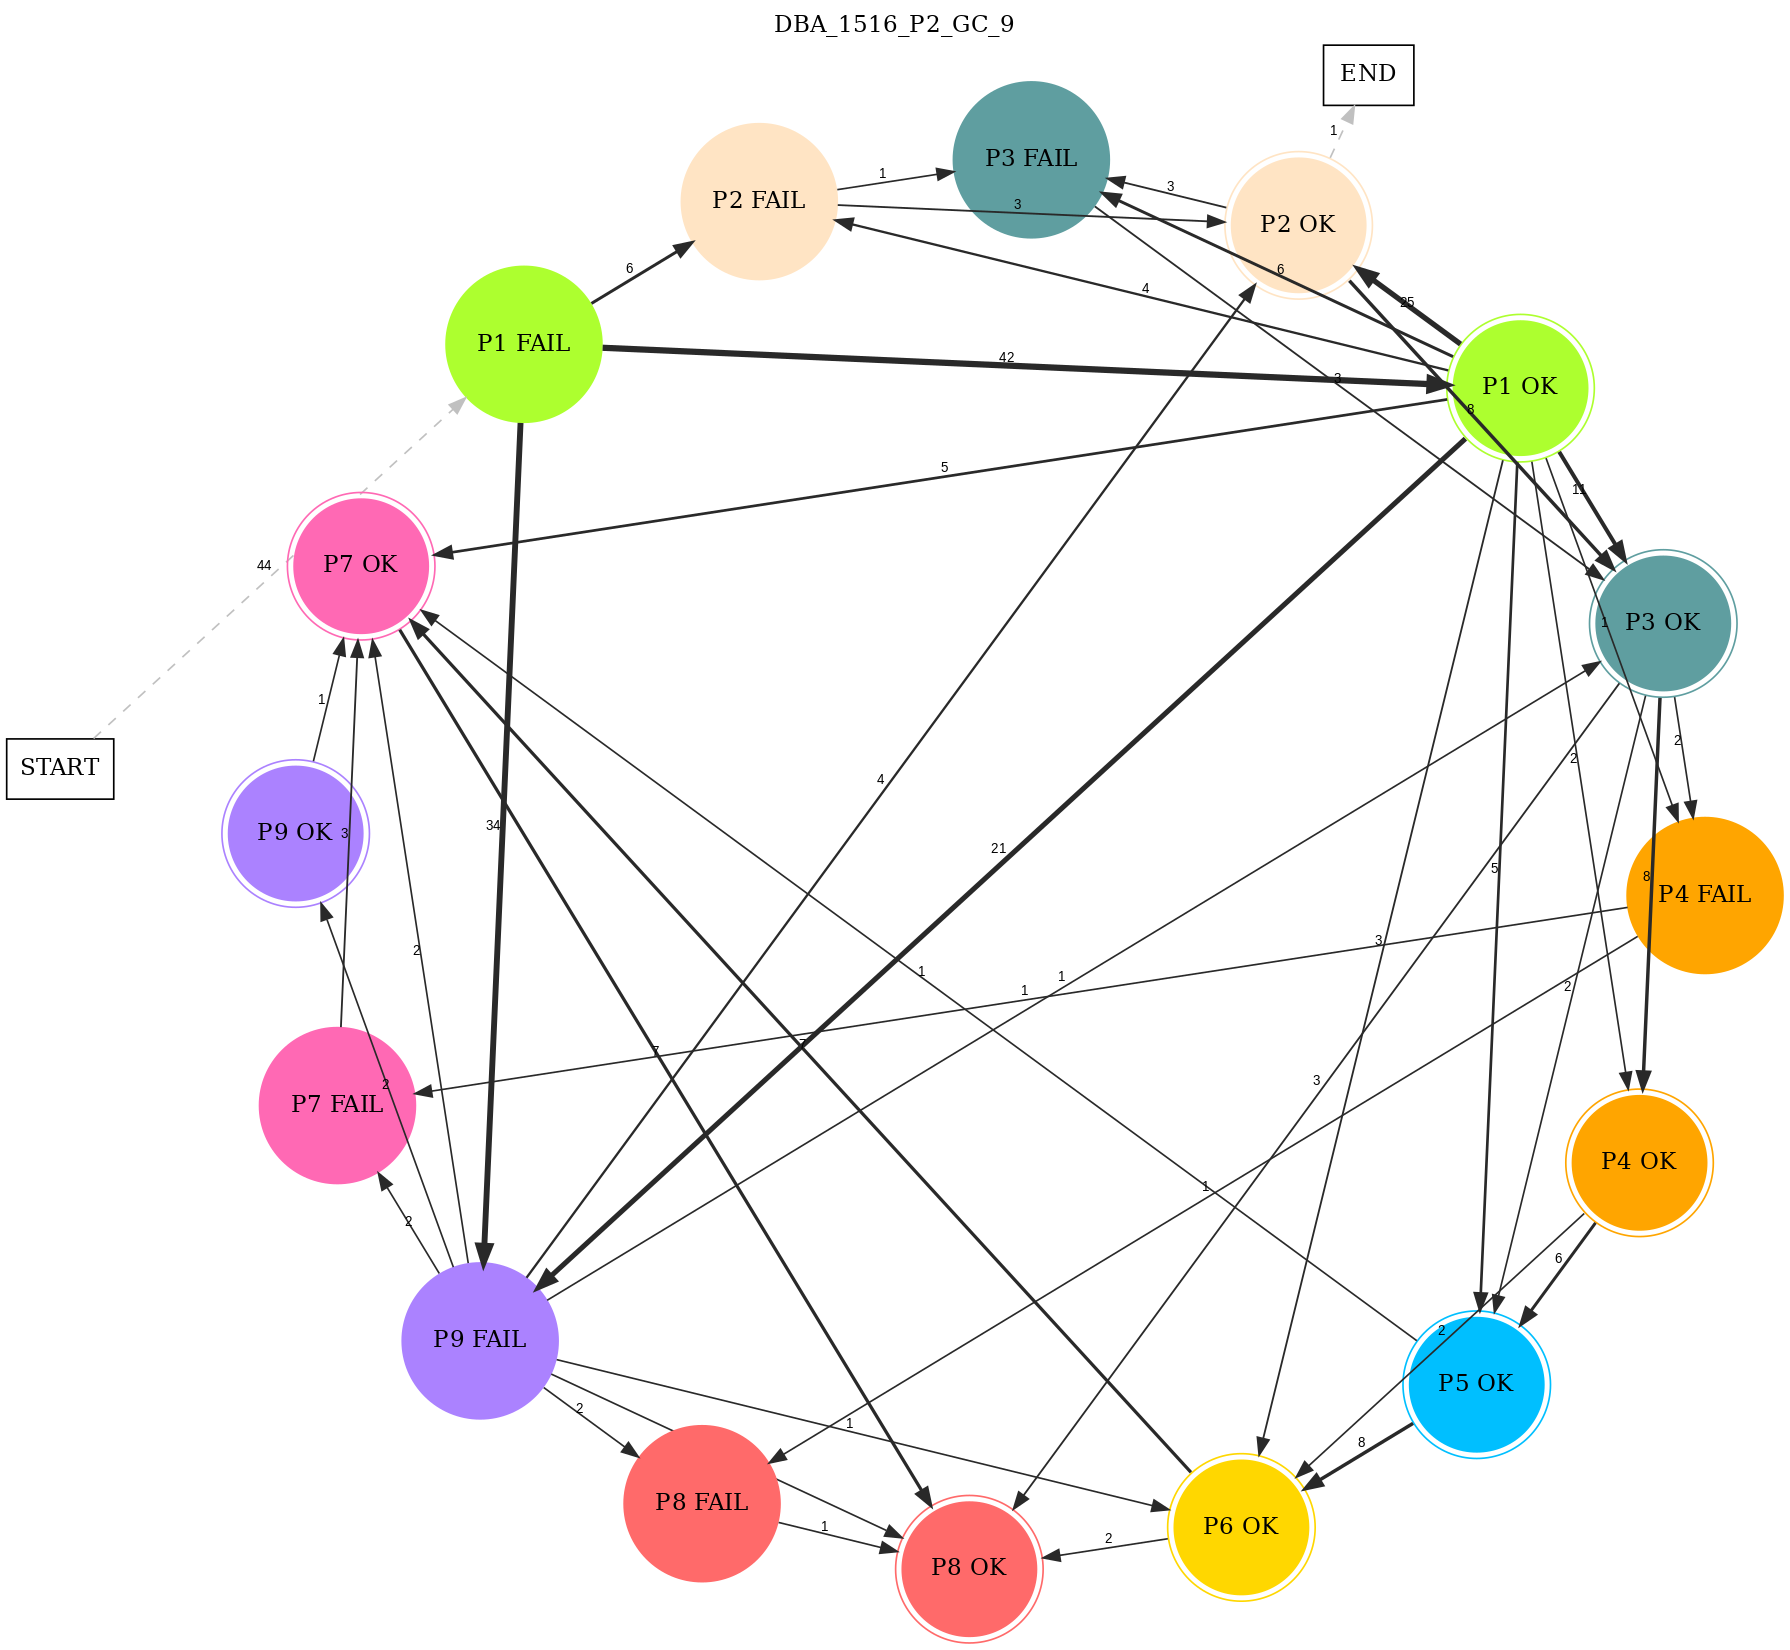 DBA_1516_P2_GC_9
END
1
P3 FAIL
1
3
P2 FAIL
3
P2 OK
6
6
4
25
P1 FAIL
42
3
P1 OK
8
5
11
44
P7 OK
1
P3 OK
1
2
2
4
3
P9 OK
34
21
5
8
P4 FAIL
2
3
1
1
1
2
7
7
2
P7 FAIL
3
P4 OK
1
2
6
START
P9 FAIL
2
P5 OK
2
1
8
P8 FAIL
1
P6 OK
2
P8 OK